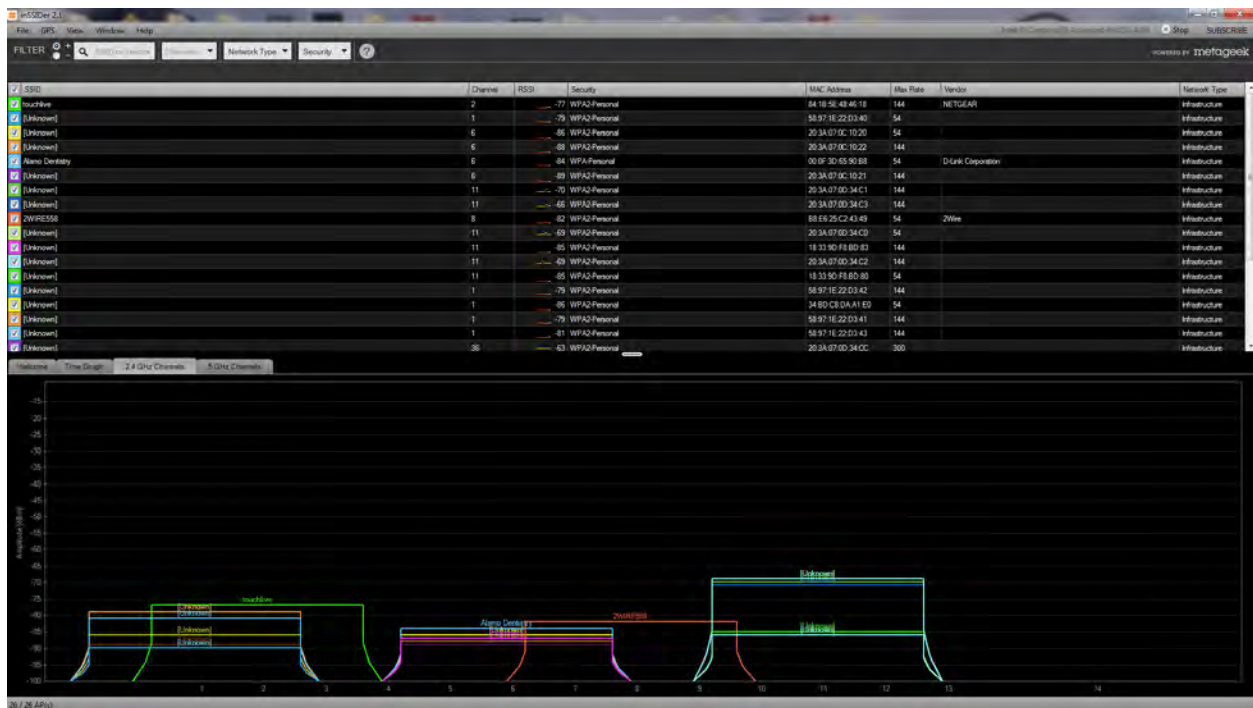 inSSIDer 2.1
File GPS View Window Help
Stop SUBSCRIBE
FILTER Network Type Security ?
POWERED BY metageek
SSID Channel RSSI Security MAC Address Max Rate Vendor Network Type
touchlive 2 -77 WPA2-Personal 84:18:5E:48:46:18 144 NETGEAR Infrastructure
[Unknown] 1 -79 WPA2-Personal 58:97:1E:22:D3:40 54 Infrastructure
[Unknown] 6 -86 WPA2-Personal 20:3A:07:0C:10:20 54 Infrastructure
[Unknown] 6 -88 WPA2-Personal 20:3A:07:0C:10:22 144 Infrastructure
Alamo Dentistry 6 -84 WPA-Personal 00:0F:3D:65:90:B8 54 D-Link Corporation Infrastructure
[Unknown] 6 -89 WPA2-Personal 20:3A:07:0C:10:21 144 Infrastructure
[Unknown] 11 -70 WPA2-Personal 20:3A:07:0D:34:C1 144 Infrastructure
[Unknown] 11 -66 WPA2-Personal 20:3A:07:0D:34:C3 144 Infrastructure
2WIRE558 8 -82 WPA2-Personal B8:E6:25:C2:43:49 54 2Wire Infrastructure
[Unknown] 11 -69 WPA2-Personal 20:3A:07:0D:34:C0 54 Infrastructure
[Unknown] 11 -85 WPA2-Personal 18:33:9D:F8:BD:83 144 Infrastructure
[Unknown] 11 -69 WPA2-Personal 20:3A:07:0D:34:C2 144 Infrastructure
[Unknown] 11 -85 WPA2-Personal 18:33:9D:F8:BD:80 54 Infrastructure
[Unknown] 1 -79 WPA2-Personal 58:97:1E:22:D3:42 144 Infrastructure
[Unknown] 1 -86 WPA2-Personal 34:BD:C8:DA:A1:E0 54 Infrastructure
[Unknown] 1 -79 WPA2-Personal 58:97:1E:22:D3:41 144 Infrastructure
[Unknown] 1 -81 WPA2-Personal 58:97:1E:22:D3:43 144 Infrastructure
[Unknown] 36 -63 WPA2-Personal 20:3A:07:0D:34:CC 300 Infrastructure
Welcome Time Graph 2.4 GHz Channels 5 GHz Channels
Amplitude [dBm]
-15
-20
-25
-30
-35
-40
-45
-50
-55
-60
-65
-70
-75
-80
-85
-90
-95
-100
[Unknown]
touchlive
[Unknown]
[Unknown]
2WIRE558
Alamo Dentistry
[Unknown]
[Unknown]
[Unknown]
[Unknown]
1 2 3 4 5 6 7 8 9 10 11 12 13 14
26 / 26 AP(s)